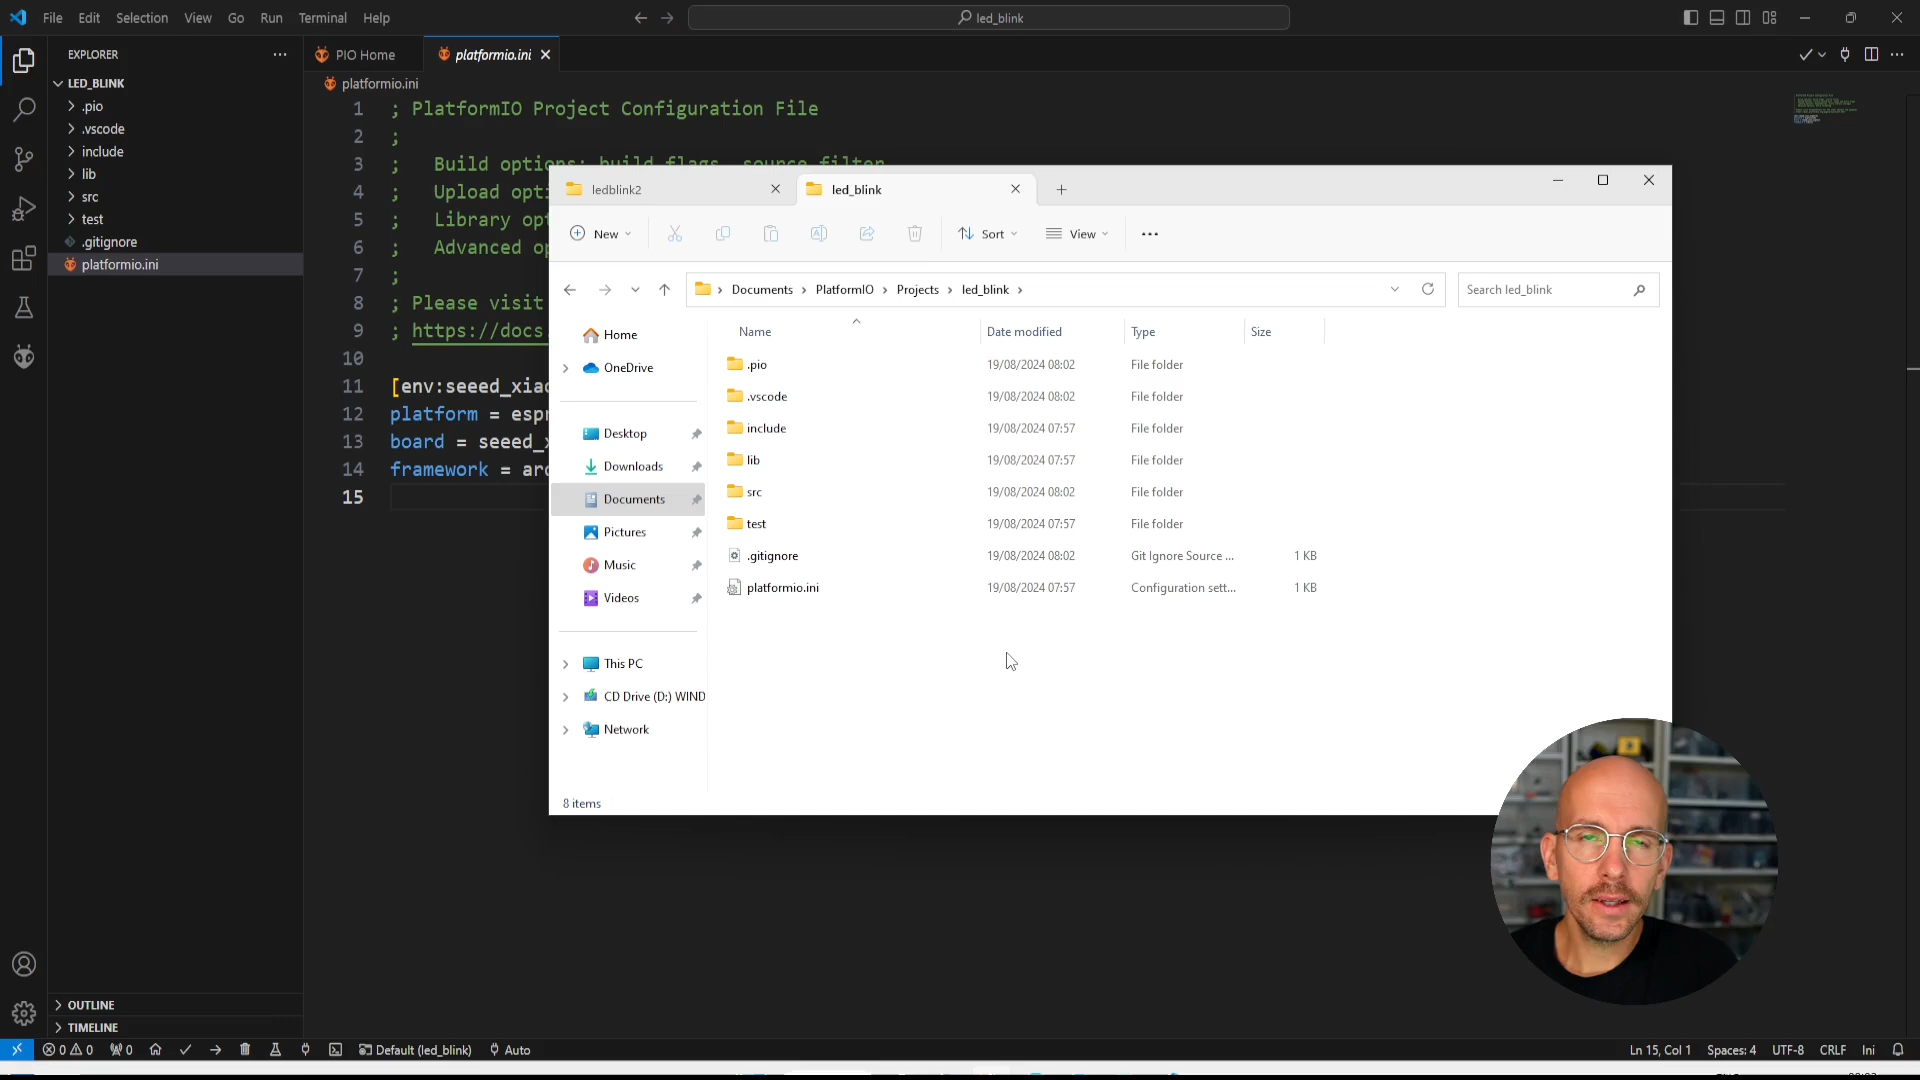 File Edit Selection View Go Run Terminal Help
led_blink
EXPLORER
PIO Home
platformio.ini
LED_BLINK
.pio
.vscode
include
lib
src
test
.gitignore
platformio.ini
OUTLINE
TIMELINE
platformio.ini
1 ; PlatformIO Project Configuration File
2 ;
3 ; Build options: build flags, source filter
4 ; Upload opti
5 ; Library opt
6 ; Advanced op
7 ;
8 ; Please visit
9 ; https://docs.
10
11 [env:seeed_xiao
12 platform = espr
13 board = seeed_x
14 framework = ard
15
ledblink2
led_blink
New
Sort
View
Documents > PlatformIO > Projects > led_blink >
Search led_blink
Home
OneDrive
Desktop
Downloads
Documents
Pictures
Music
Videos
This PC
CD Drive (D:) WIND
Network
Name Date modified Type Size
.pio 19/08/2024 08:02 File folder
.vscode 19/08/2024 08:02 File folder
include 19/08/2024 07:57 File folder
lib 19/08/2024 07:57 File folder
src 19/08/2024 08:02 File folder
test 19/08/2024 07:57 File folder
.gitignore 19/08/2024 08:02 Git Ignore Source ... 1 KB
platformio.ini 19/08/2024 07:57 Configuration sett... 1 KB
8 items
0 0 0 Default (led_blink) Auto
Ln 15, Col 1 Spaces: 4 UTF-8 CRLF Ini